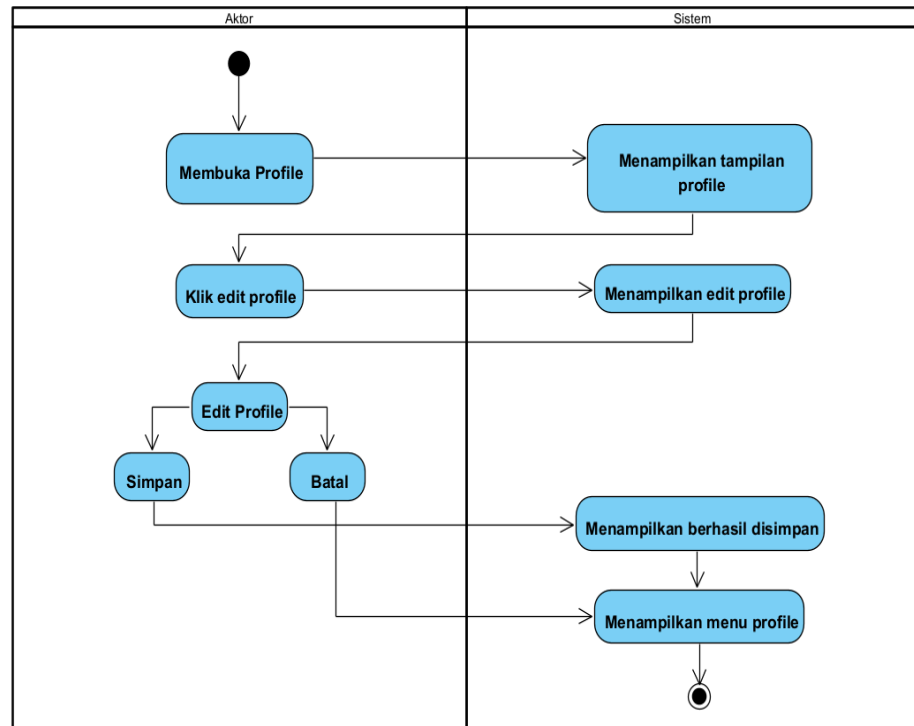 Aktor
Sistem
Membuka Profile
Menampilkan tampilan
profile
Klik edit profile
Menampilkan edit profile
Edit Profile
Simpan
Batal
Menampilkan berhasil disimpan
Menampilkan menu profile